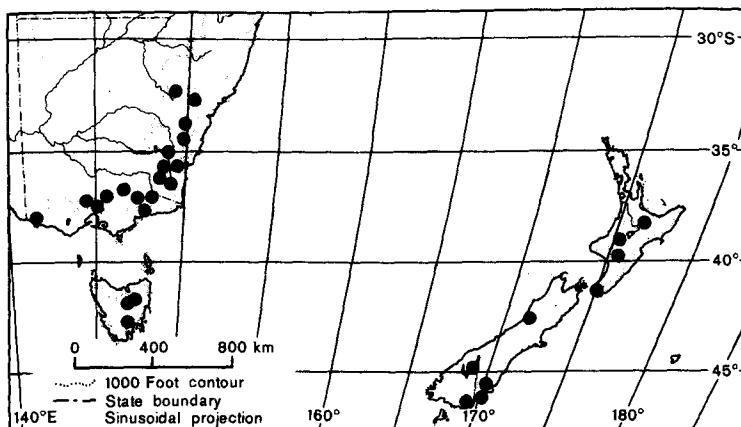 30°S
35°
40°
0 400 800 km
1000 Foot contour
State boundary
Sinusoidal projection
45°
140°E 160° 170° 180°